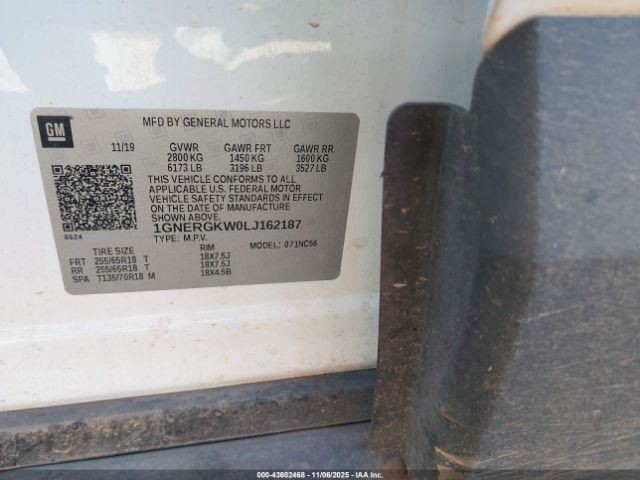 GM
MFD BY GENERAL MOTORS LLC
11/19 GVWR GAWR FRT GAWR RR
2800 KG 1450 KG 1600 KG
6173 LB 3196 LB 3527 LB
THIS VEHICLE CONFORMS TO ALL
APPLICABLE U.S. FEDERAL MOTOR
VEHICLE SAFETY STANDARDS IN EFFECT
ON THE DATE OF MANUFACTURE
SHOWN ABOVE.
1GNERGKW0LJ162187
8624 TYPE: M.P.V. MODEL: 071NC56
TIRE SIZE RIM
FRT 255/65R18 T 18X7.5J
RR 255/65R18 T 18X7.5J
SPA T135/70R18 M 18X4.5B
000-43602468 - 11/06/2025 - IAA Inc.